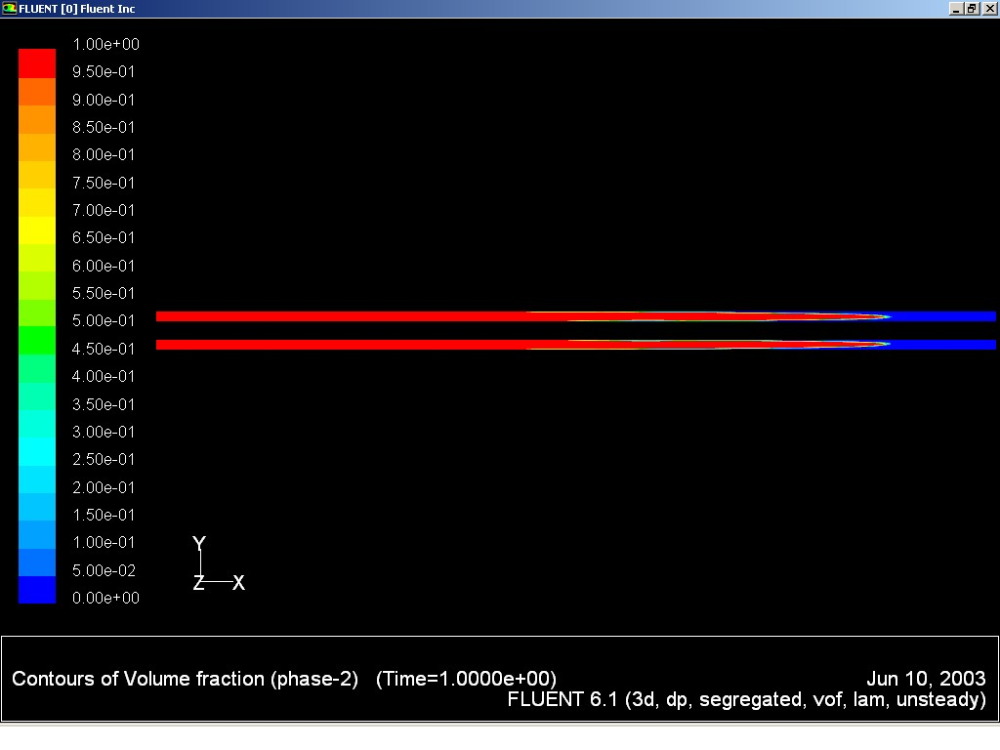 FLUENT [0] Fluent Inc
1.00e+00
9.50e-01
9.00e-01
8.50e-01
8.00e-01
7.50e-01
7.00e-01
6.50e-01
6.00e-01
5.50e-01
5.00e-01
4.50e-01
4.00e-01
3.50e-01
3.00e-01
2.50e-01
2.00e-01
1.50e-01
1.00e-01
5.00e-02
0.00e+00
Y
Z X
Contours of Volume fraction (phase-2) (Time=1.0000e+00) Jun 10, 2003
FLUENT 6.1 (3d, dp, segregated, vof, lam, unsteady)